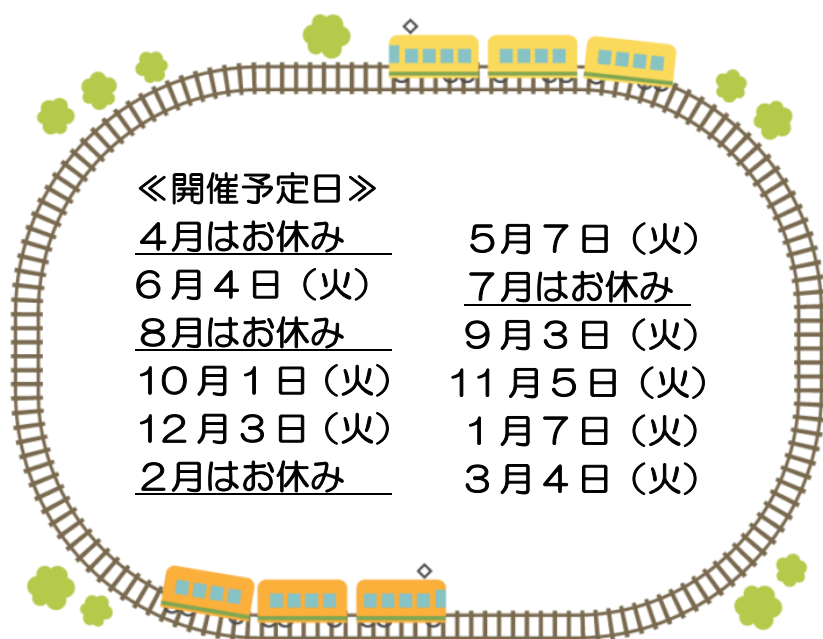 ≪開催予定日≫
４月はお休み　５月７日（火）
６月４日（火）　７月はお休み
８月はお休み　９月３日（火）
10月１日（火）　11月５日（火）
12月３日（火）　１月７日（火）
２月はお休み　３月４日（火）